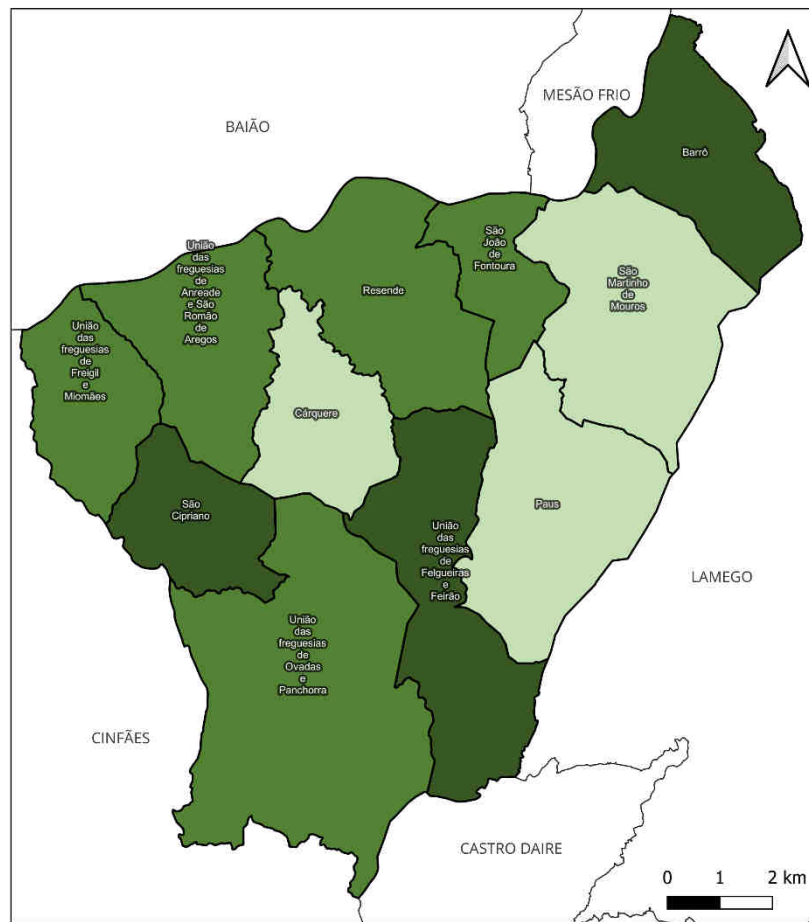 MESÃO FRIO
BAIÃO
Barrô
São
João
de
Fontoura
União
das
freguesias
de
Anreade
e São
Romão
de
Aregos
São
Martinho
de
Mouros
Resende
União
das
freguesias
de
Freigil
e
Miomães
Cárquere
São
Cipriano
Paus
União
das
freguesias
de
Felgueiras
e
Feirão
LAMEGO
União
das
freguesias
de
Ovadas
e
Panchorra
CINFÃES
CASTRO DAIRE
0 1 2 km